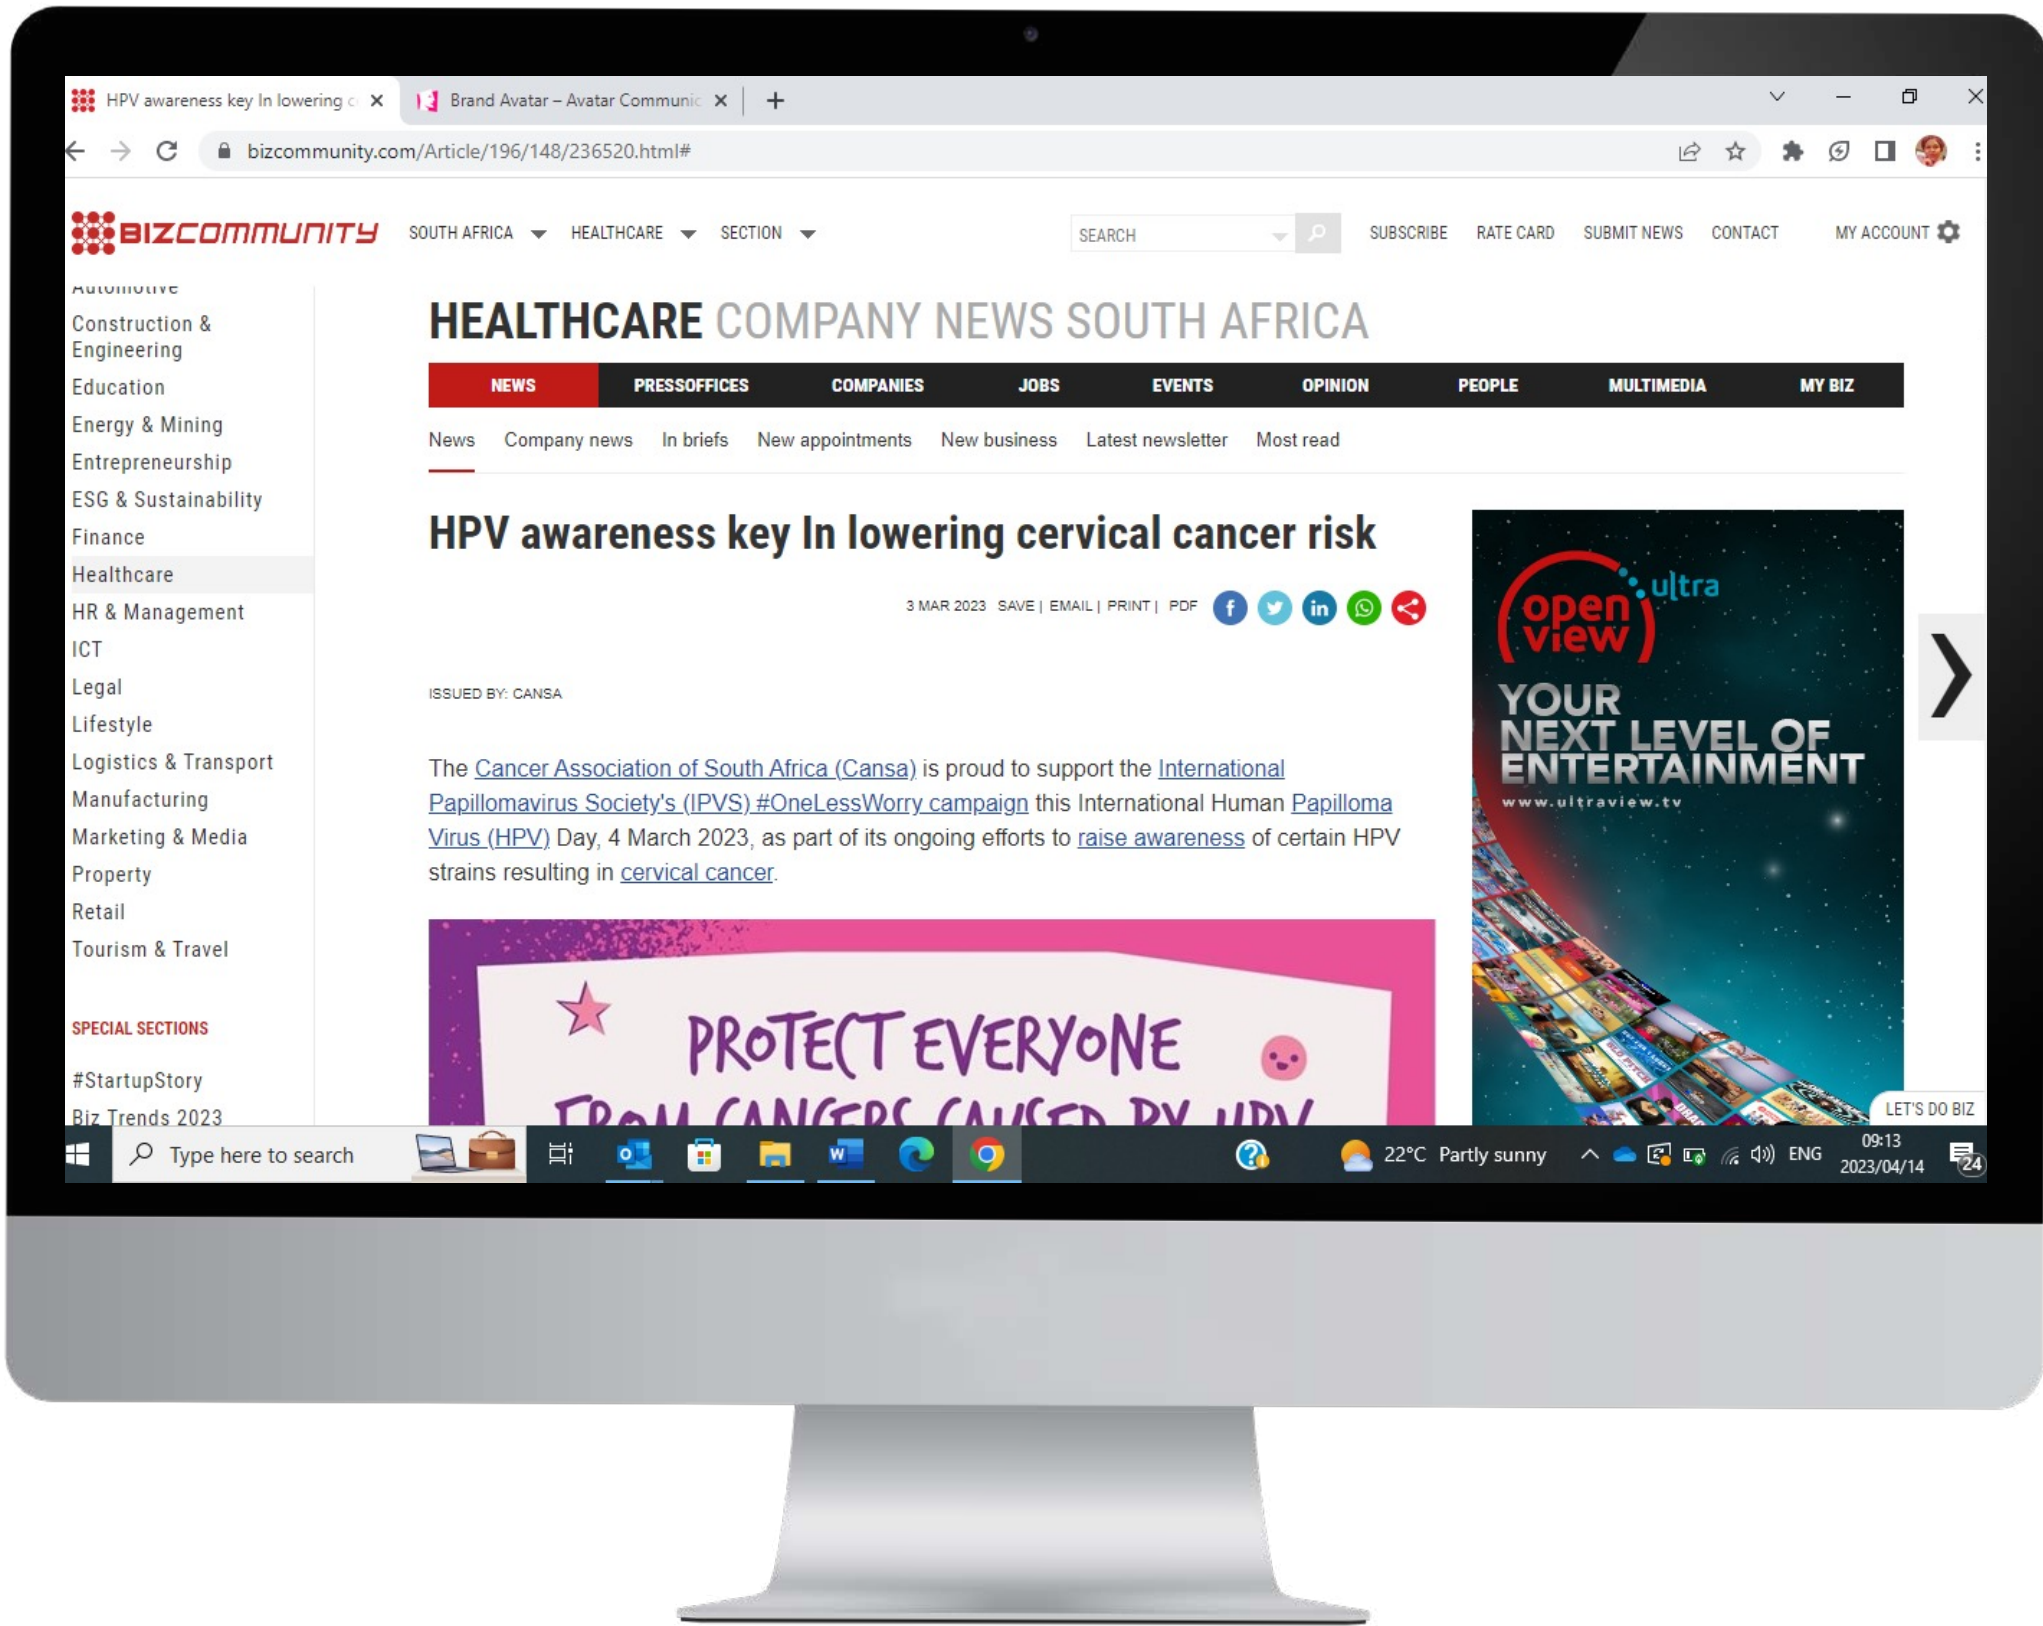 HPV awareness key In lowering c
Brand Avatar – Avatar Communic
bizcommunity.com/Article/196/148/236520.html#
BIZCOMMUNITY
SOUTH AFRICA
HEALTHCARE
SECTION
SEARCH
SUBSCRIBE
RATE CARD
SUBMIT NEWS
CONTACT
MY ACCOUNT
Automotive
Construction &
Engineering
Education
Energy & Mining
Entrepreneurship
ESG & Sustainability
Finance
Healthcare
HR & Management
ICT
Legal
Lifestyle
Logistics & Transport
Manufacturing
Marketing & Media
Property
Retail
Tourism & Travel
SPECIAL SECTIONS
#StartupStory
Biz Trends 2023
HEALTHCARE COMPANY NEWS SOUTH AFRICA
NEWS PRESSOFFICES COMPANIES JOBS EVENTS OPINION PEOPLE MULTIMEDIA MY BIZ
News Company news In briefs New appointments New business Latest newsletter Most read
HPV awareness key In lowering cervical cancer risk
3 MAR 2023 SAVE | EMAIL | PRINT | PDF
ISSUED BY: CANSA
The Cancer Association of South Africa (Cansa) is proud to support the International
Papillomavirus Society's (IPVS) #OneLessWorry campaign this International Human Papilloma
Virus (HPV) Day, 4 March 2023, as part of its ongoing efforts to raise awareness of certain HPV
strains resulting in cervical cancer.
PROTECT EVERYONE
FROM CANCERS CAUSED BY HPV
open
view
ultra
YOUR
NEXT LEVEL OF
ENTERTAINMENT
www.ultraview.tv
LET'S DO BIZ
Type here to search
22°C Partly sunny
ENG
09:13
2023/04/14
24